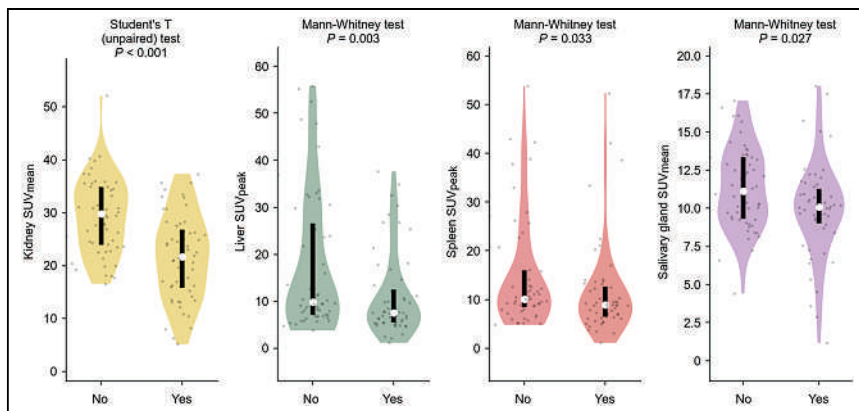 Student's T
(unpaired) test
P < 0.001
Kidney SUVmean
50
40
30
20
10
0
No
Yes
Mann-Whitney test
P = 0.003
Liver SUVpeak
60
50
40
30
20
10
0
No
Yes
Mann-Whitney test
P = 0.033
Spleen SUVpeak
60
50
40
30
20
10
0
No
Yes
Mann-Whitney test
P = 0.027
Salivary gland SUVmean
20.0
17.5
15.0
12.5
10.0
7.5
5.0
2.5
0
No
Yes